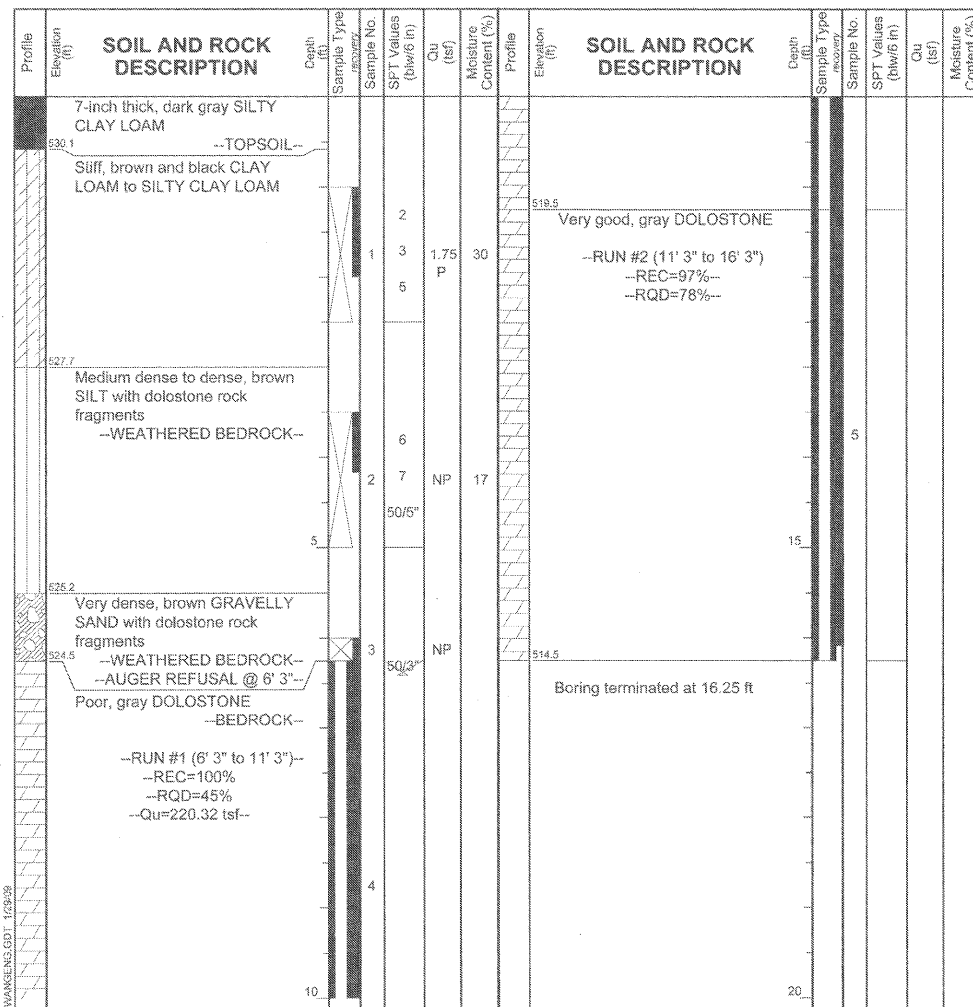 Profile
Elevation (ft)
SOIL AND ROCK DESCRIPTION
Depth (ft)
Sample Type
recovery
Sample No.
SPT Values (blw/6 in)
Qu (tsf)
Moisture Content (%)
Profile
Elevation (ft)
SOIL AND ROCK DESCRIPTION
Depth (ft)
Sample Type
recovery
Sample No.
SPT Values (blw/6 in)
Qu (tsf)
Moisture Content (%)
7-inch thick, dark gray SILTY
CLAY LOAM
530.1
--TOPSOIL--
Stiff, brown and black CLAY
LOAM to SILTY CLAY LOAM
1
2
3
5
1.75
P
30
527.7
Medium dense to dense, brown
SILT with dolostone rock
fragments
--WEATHERED BEDROCK--
2
6
7
50/5"
NP
17
5
525.2
Very dense, brown GRAVELLY
SAND with dolostone rock
fragments
--WEATHERED BEDROCK--
524.5
--AUGER REFUSAL @ 6' 3"--
3
50/3"
NP
Poor, gray DOLOSTONE
--BEDROCK--
--RUN #1 (6' 3" to 11' 3")--
--REC=100%
--RQD=45%
--Qu=220.32 tsf--
4
10
519.5
Very good, gray DOLOSTONE
--RUN #2 (11' 3" to 16' 3")
--REC=97%--
--RQD=78%--
5
15
514.5
Boring terminated at 16.25 ft
20
WANGENG.GDT 1/29/09